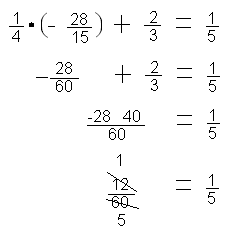 1/4 • (- 28/15) + 2/3 = 1/5
- 28/60 + 2/3 = 1/5
-28 40/60 = 1/5
1
12/60 = 1/5
5